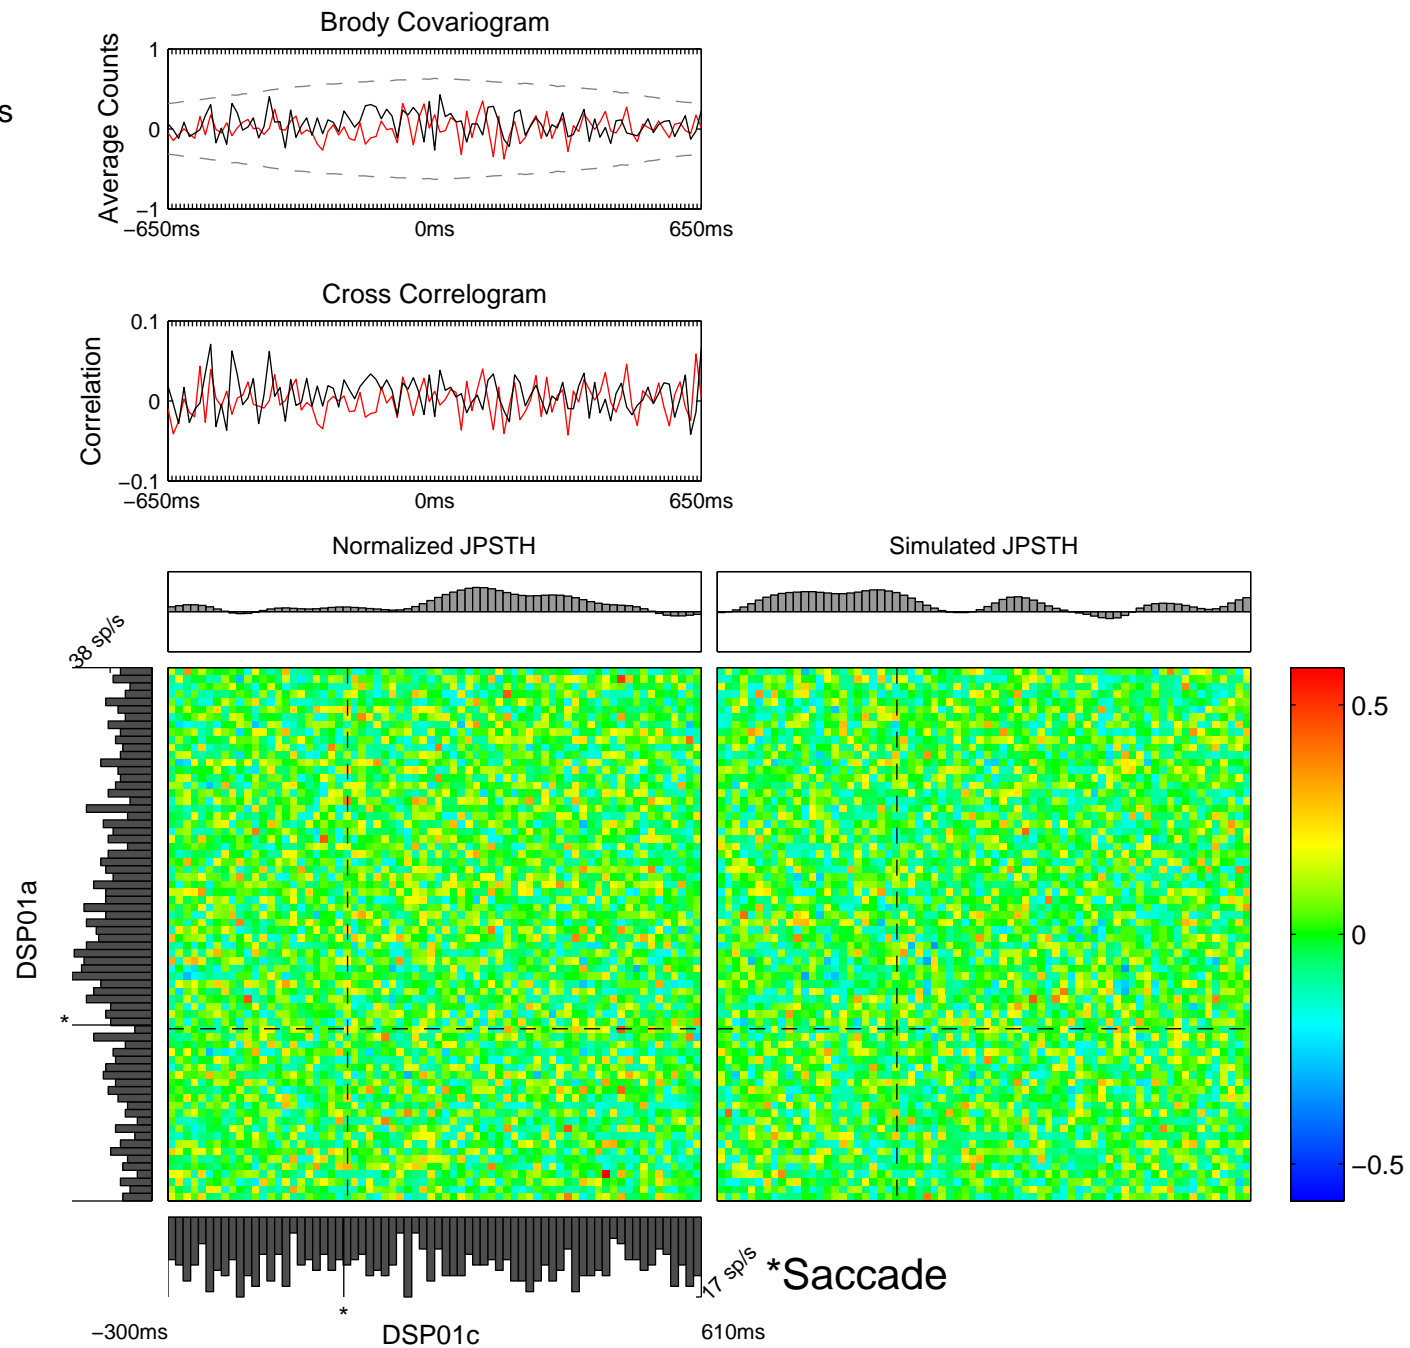 Brody Covariogram
s
Average Counts
1
0
−1
−650ms 0ms 650ms
Cross Correlogram
Correlation
0.1
0
−0.1
−650ms 0ms 650ms
Normalized JPSTH
Simulated JPSTH
38 sp/s
DSP01a
*
0.5
0
−0.5
17 sp/s
*Saccade
*
−300ms DSP01c 610ms